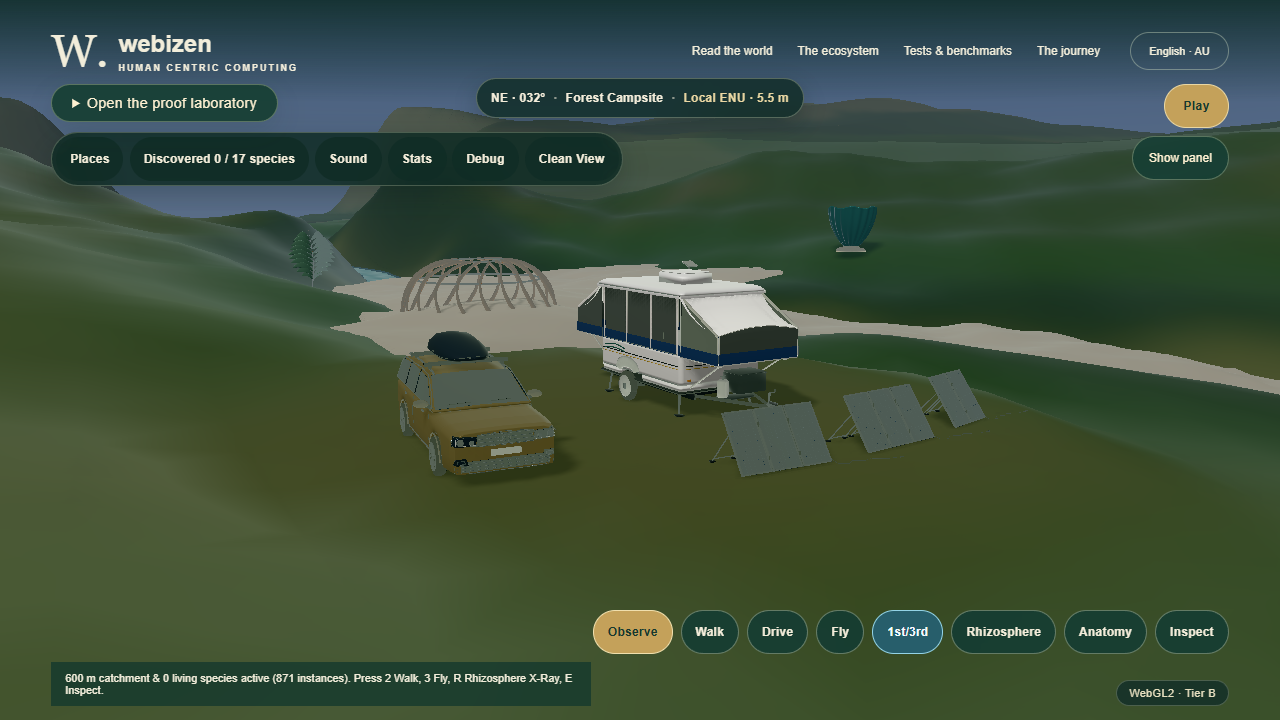 W. webizen
HUMAN CENTRIC COMPUTING
Read the world
The ecosystem
Tests & benchmarks
The journey
English · AU
▶ Open the proof laboratory
NE · 032° · Forest Campsite · Local ENU · 5.5 m
Play
Places
Discovered 0 / 17 species
Sound
Stats
Debug
Clean View
Show panel
Observe
Walk
Drive
Fly
1st/3rd
Rhizosphere
Anatomy
Inspect
600 m catchment & 0 living species active (871 instances). Press 2 Walk, 3 Fly, R Rhizosphere X-Ray, E
Inspect.
WebGL2 · Tier B